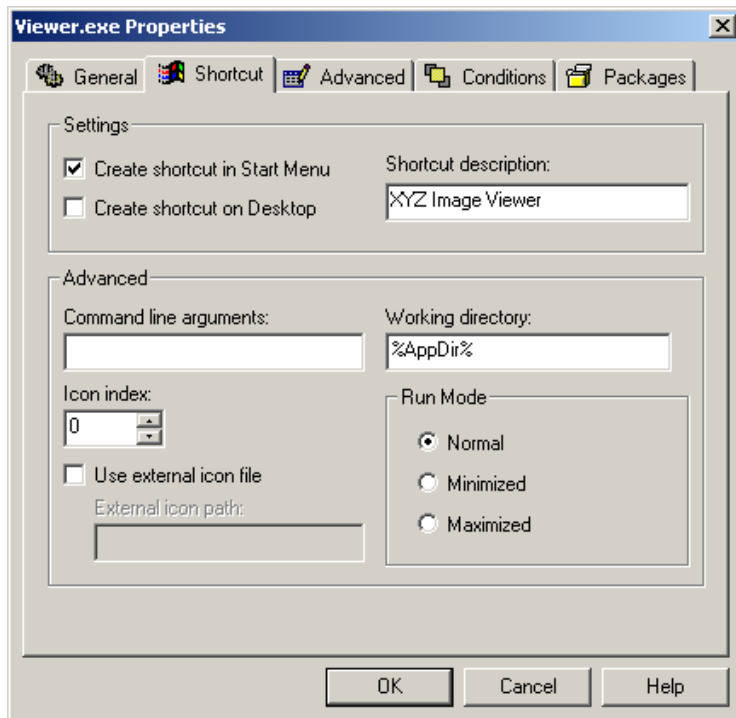 Viewer.exe Properties
General Shortcut Advanced Conditions Packages
Settings
Create shortcut in Start Menu
Create shortcut on Desktop
Shortcut description:
XYZ Image Viewer
Advanced
Command line arguments:
Working directory:
%AppDir%
Icon index:
0
Use external icon file
External icon path:
Run Mode
Normal
Minimized
Maximized
OK Cancel Help